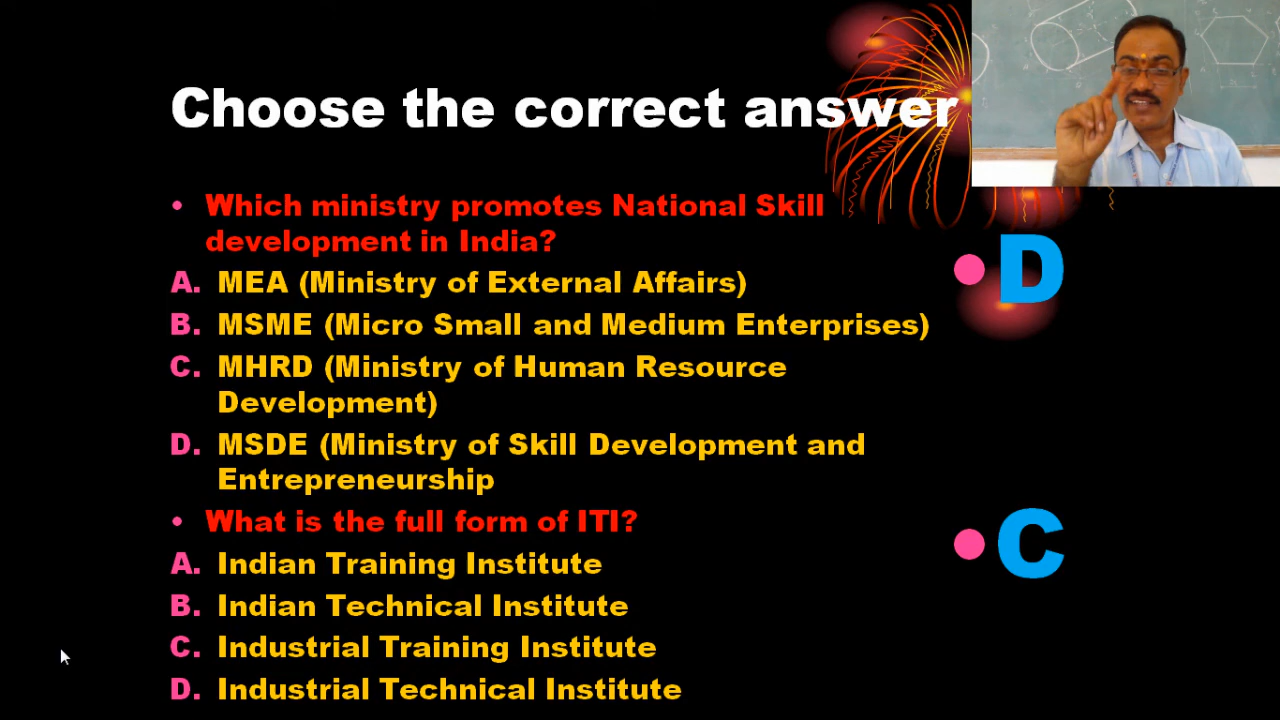 Choose the correct answer
• Which ministry promotes National Skill
development in India?
A. MEA (Ministry of External Affairs)
B. MSME (Micro Small and Medium Enterprises)
C. MHRD (Ministry of Human Resource
Development)
D. MSDE (Ministry of Skill Development and
Entrepreneurship
• D
• What is the full form of ITI?
A. Indian Training Institute
B. Indian Technical Institute
C. Industrial Training Institute
D. Industrial Technical Institute
• C